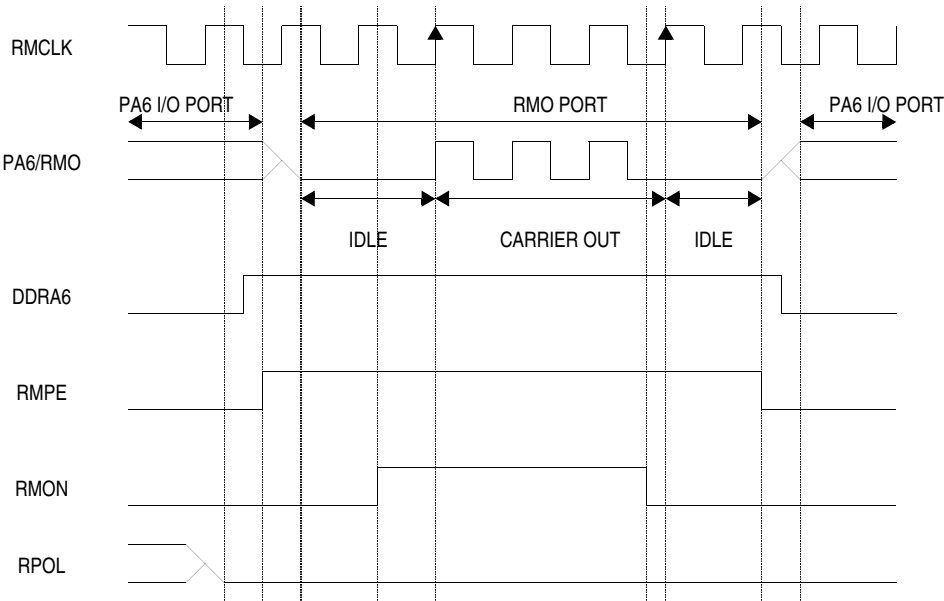 RMCLK
PA6 I/O PORT
RMO PORT
PA6 I/O PORT
PA6/RMO
IDLE
CARRIER OUT
IDLE
DDRA6
RMPE
RMON
RPOL